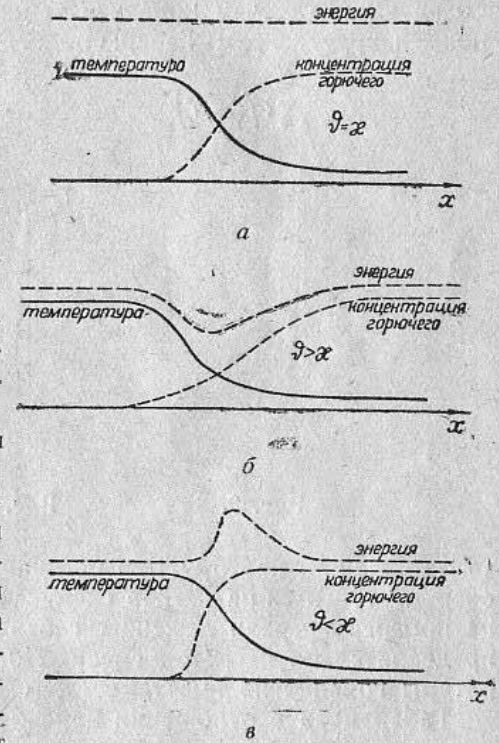 энергия
температура
концентрация
горючего
𝒟=ϰ
x
а
энергия
температура
концентрация
горючего
𝒟>ϰ
x
б
энергия
температура
концентрация
горючего
𝒟<ϰ
x
в